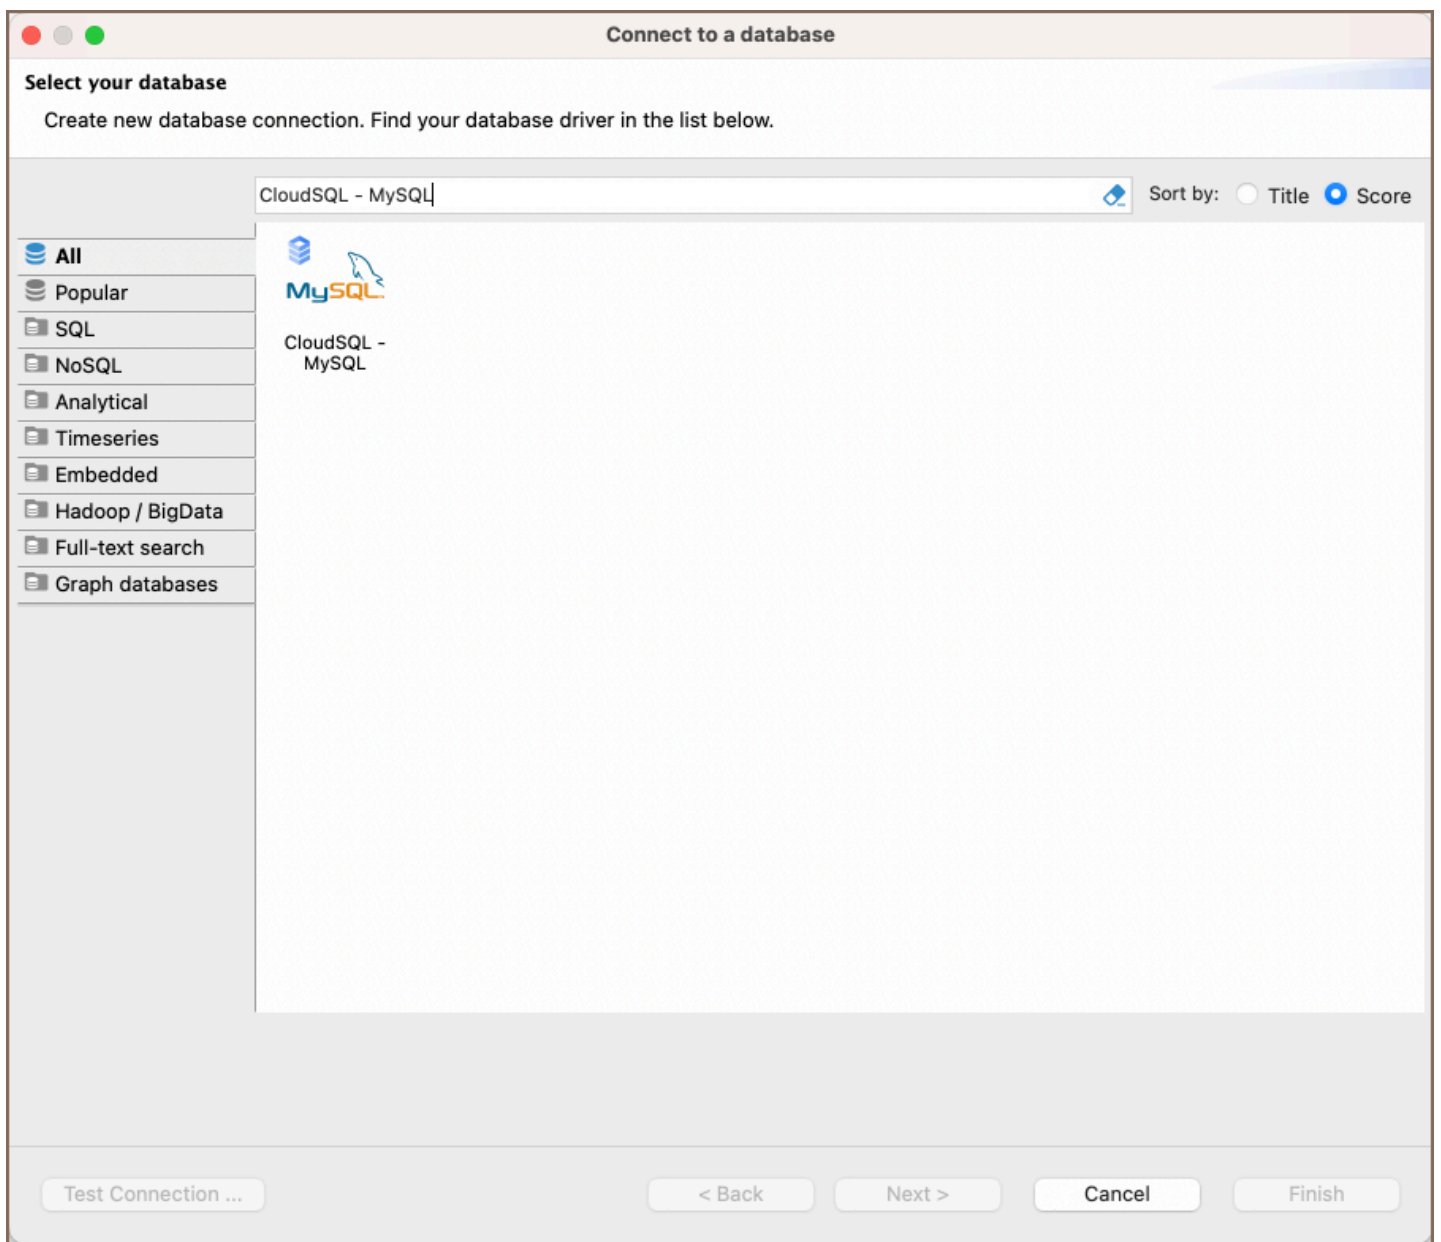 Connect to a database
Select your database
Create new database connection. Find your database driver in the list below.
CloudSQL - MySQL
Sort by: Title Score
All
Popular
SQL
NoSQL
Analytical
Timeseries
Embedded
Hadoop / BigData
Full-text search
Graph databases
MySQL
CloudSQL -
MySQL
Test Connection ... < Back Next > Cancel Finish